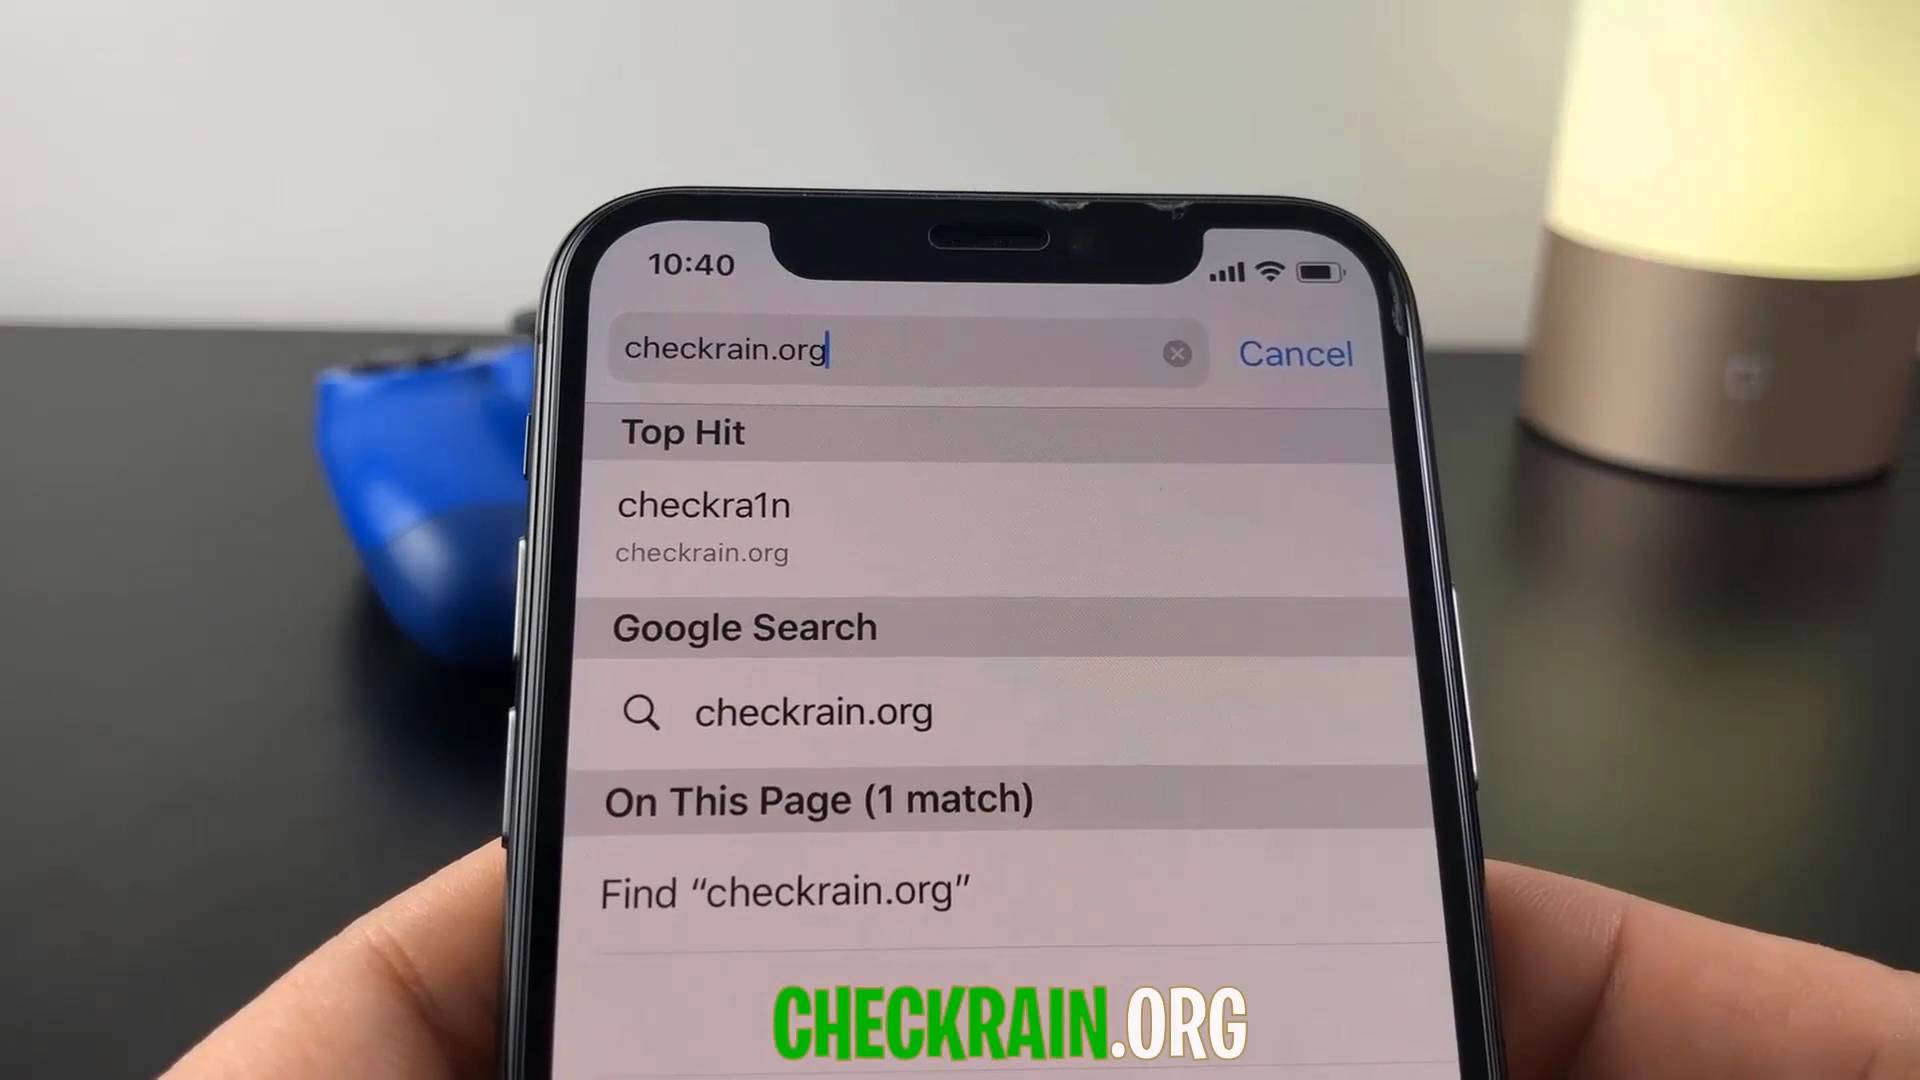 10:40
checkrain.org
Cancel
Top Hit
checkra1n
checkrain.org
Google Search
checkrain.org
On This Page (1 match)
Find “checkrain.org”
CHECKRAIN.ORG